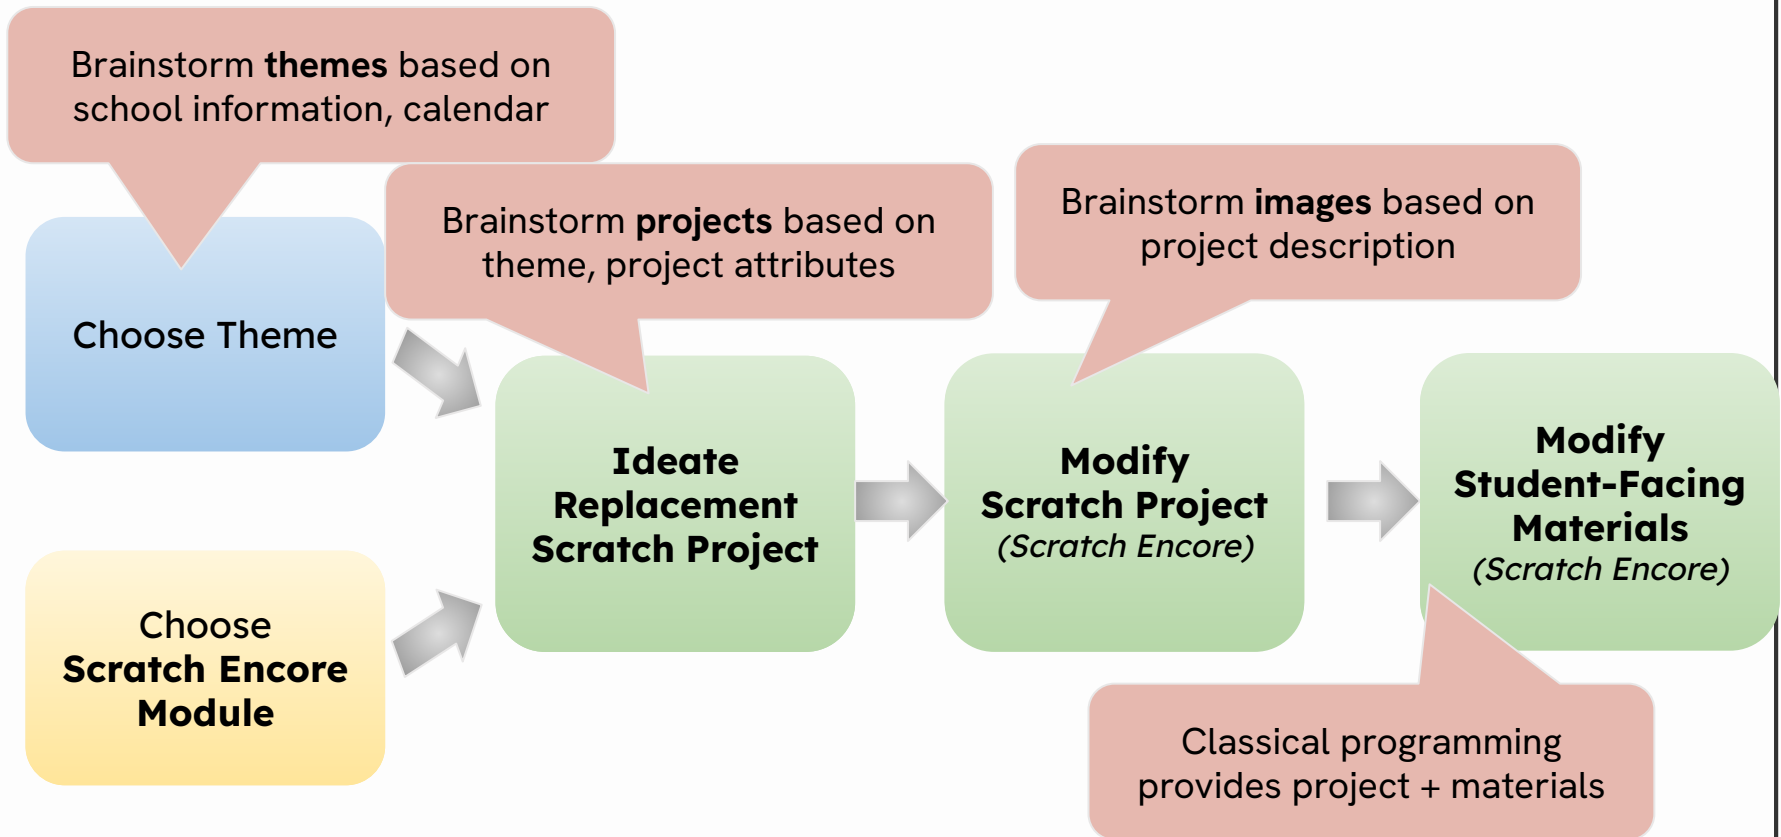 Brainstorm themes based on
school information, calendar
Brainstorm projects based on
theme, project attributes
Brainstorm images based on
project description
Choose Theme
Ideate
Replacement
Scratch Project
Modify
Scratch Project
(Scratch Encore)
Modify
Student-Facing
Materials
(Scratch Encore)
Choose
Scratch Encore
Module
Classical programming
provides project + materials